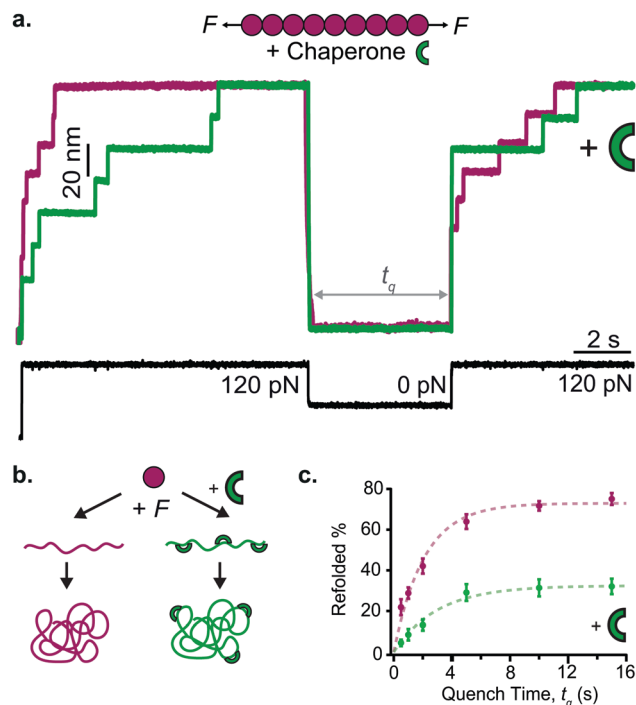 a.
F F
+ Chaperone
20 nm
+
t_q
2 s
120 pN 0 pN 120 pN
b.
+
+ F
c.
Refolded %
80
60
40
20
0
0 4 8 12 16
+
Quench Time, t_q (s)